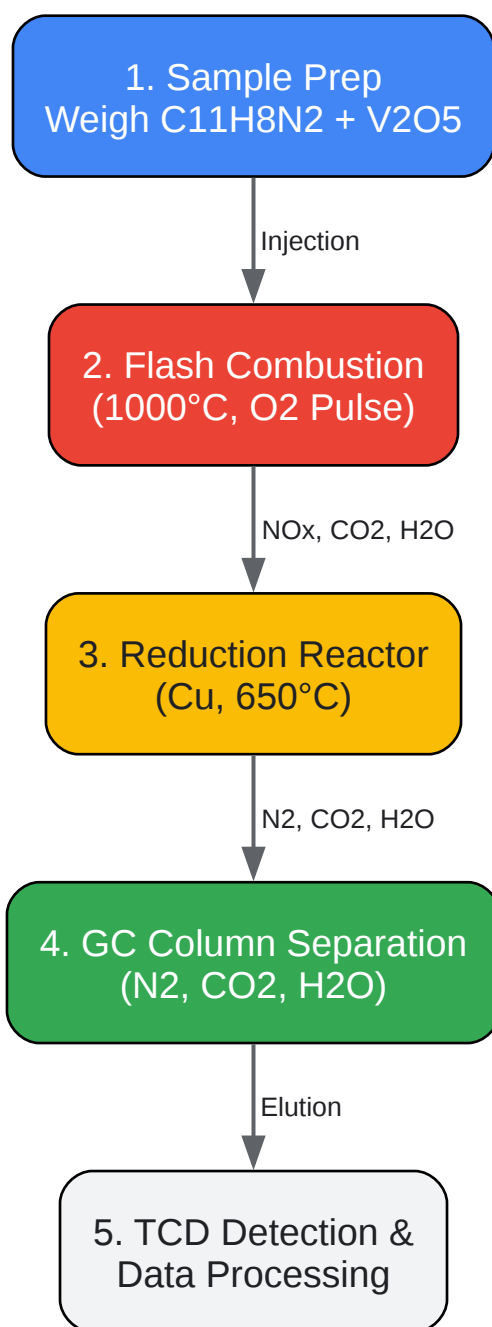 1. Sample Prep
Weigh C11H8N2 + V2O5
Injection
2. Flash Combustion
(1000°C, O2 Pulse)
NOx, CO2, H2O
3. Reduction Reactor
(Cu, 650°C)
N2, CO2, H2O
4. GC Column Separation
(N2, CO2, H2O)
Elution
5. TCD Detection &
Data Processing